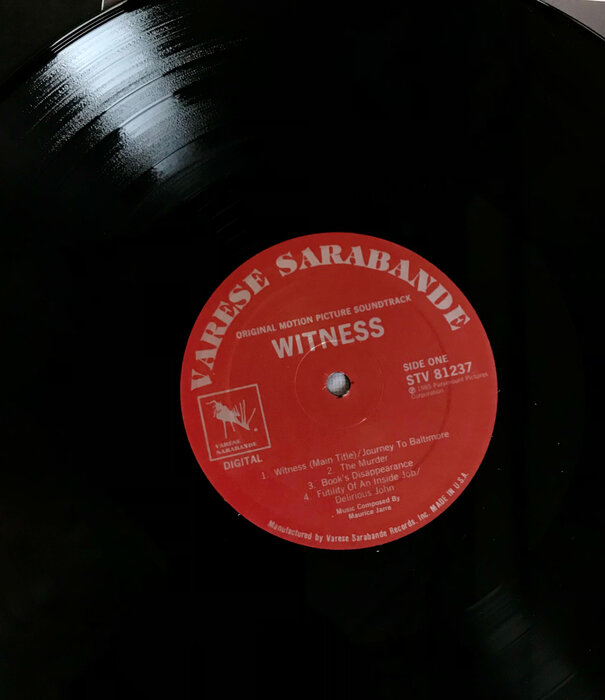 VARESE SARABANDE
ORIGINAL MOTION PICTURE SOUNDTRACK
WITNESS
SIDE ONE
STV 81237
℗ 1985 Paramount Pictures
Corporation
VARESE
SARABANDE
DIGITAL
1. Witness (Main Title)/Journey To Baltimore
2. The Murder
3. Book's Disappearance
4. Futility Of An Inside Job/
Delirious John
Music Composed By
Maurice Jarre
Manufactured by Varese Sarabande Records, Inc. MADE IN U.S.A.